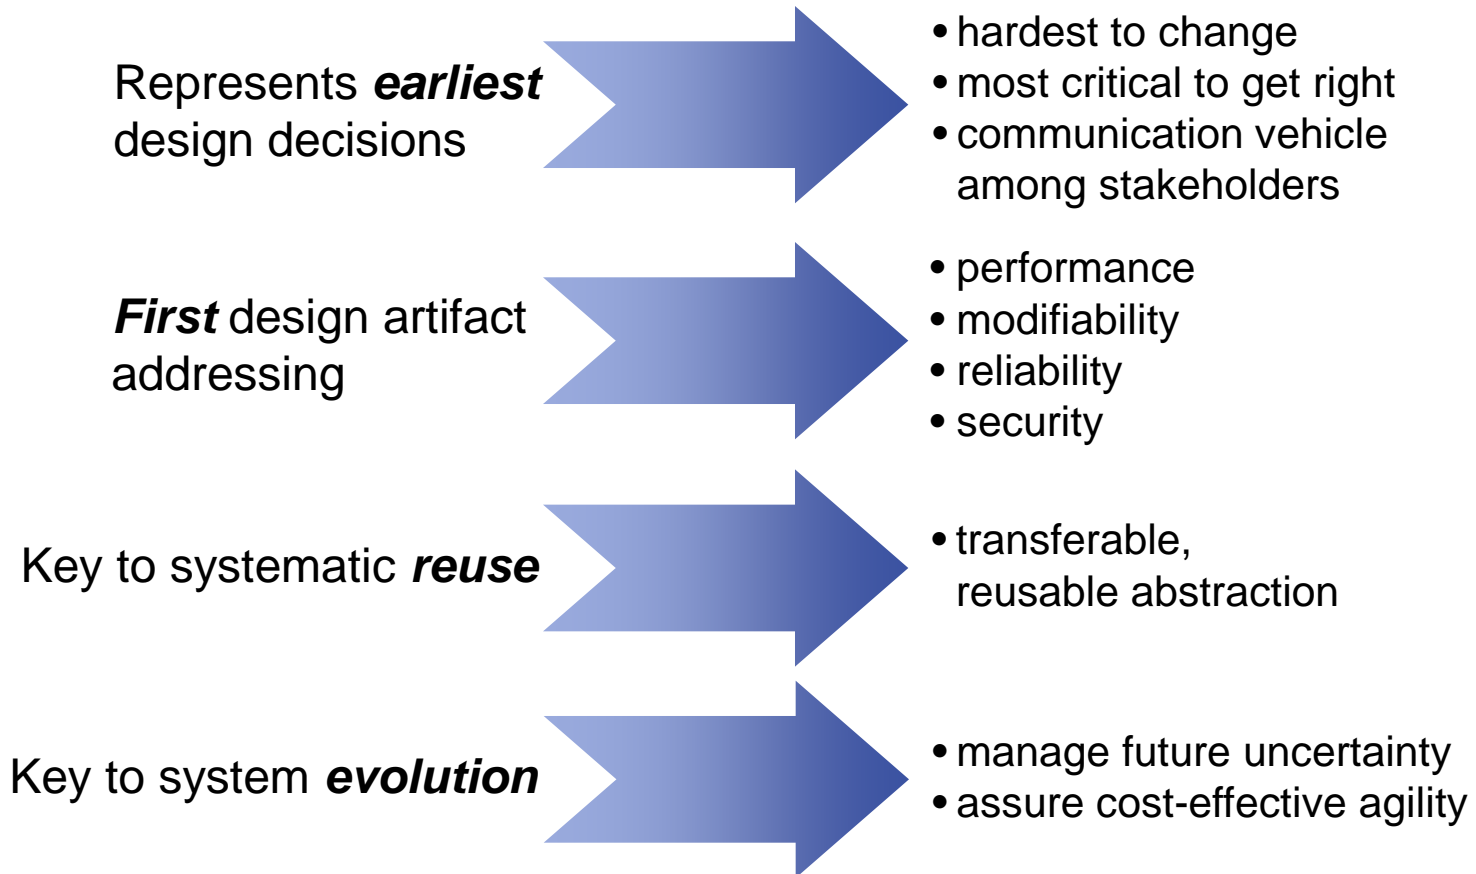 Represents earliest
design decisions
• hardest to change
• most critical to get right
• communication vehicle
among stakeholders
First design artifact
addressing
• performance
• modifiability
• reliability
• security
Key to systematic reuse
• transferable,
reusable abstraction
Key to system evolution
• manage future uncertainty
• assure cost-effective agility